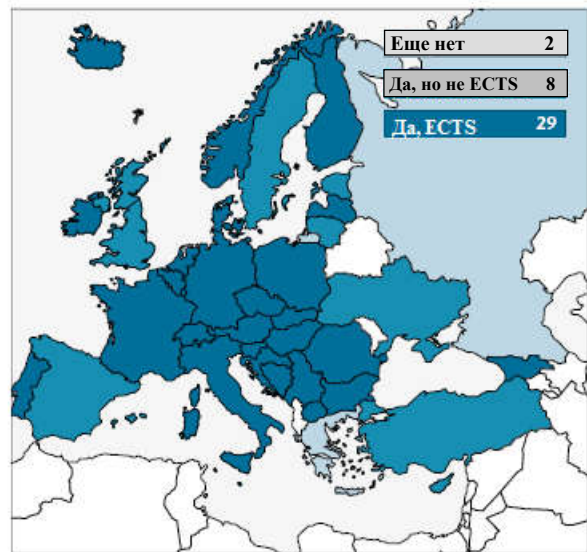 Еще нет 2
Да, но не ECTS 8
Да, ECTS 29